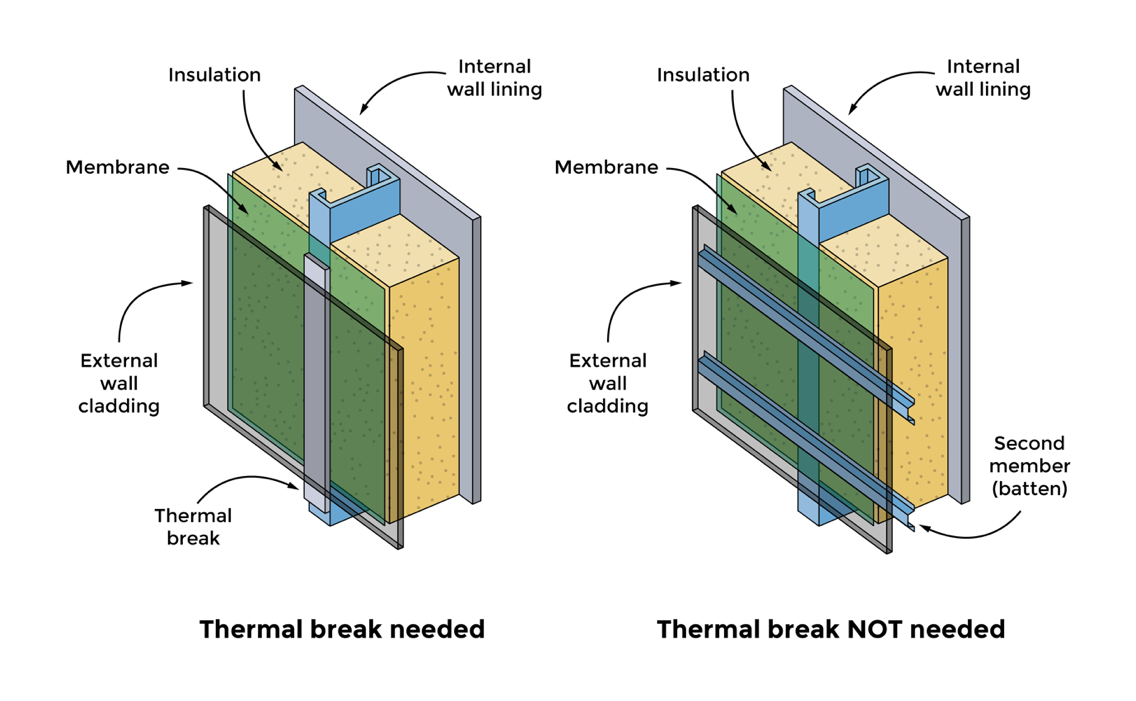 Insulation
Internal
wall lining
Membrane
External
wall
cladding
Thermal
break
Thermal break needed
Insulation
Internal
wall lining
Membrane
External
wall
cladding
Second
member
(batten)
Thermal break NOT needed